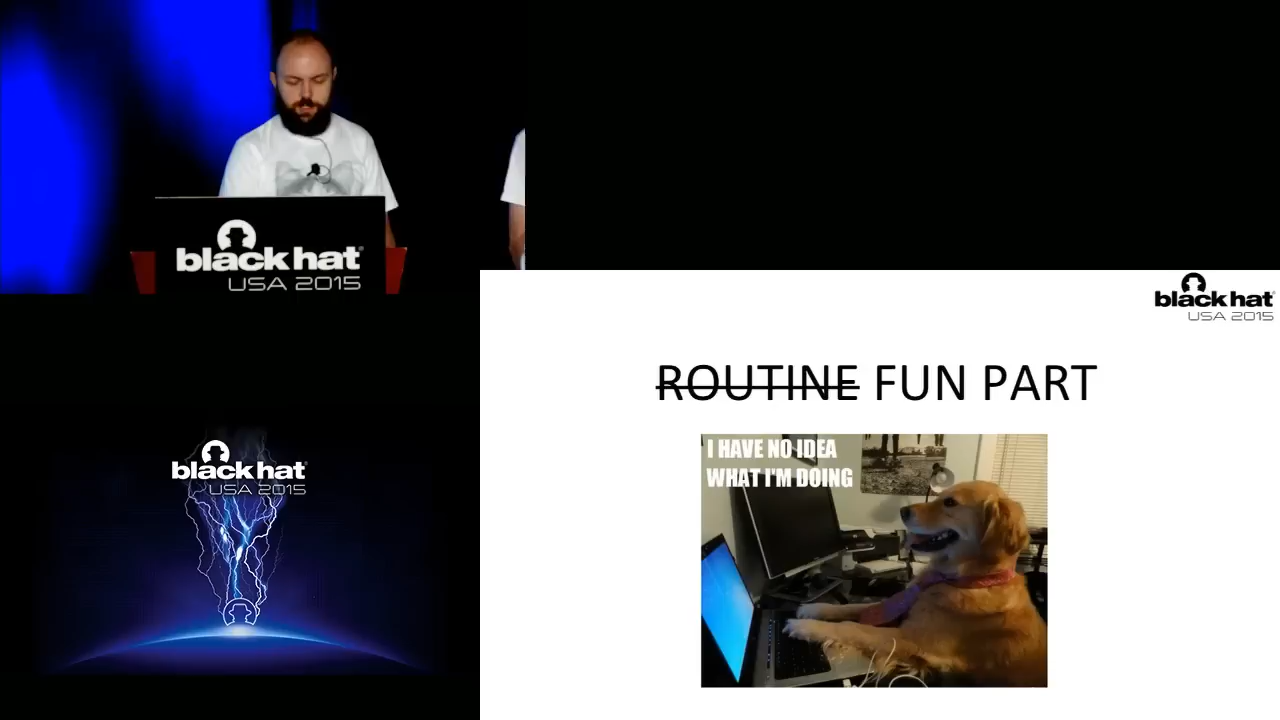 black hat
USA 2015
black hat
USA 2015
ROUTINE FUN PART
I HAVE NO IDEA
WHAT I'M DOING
black hat
USA 2015